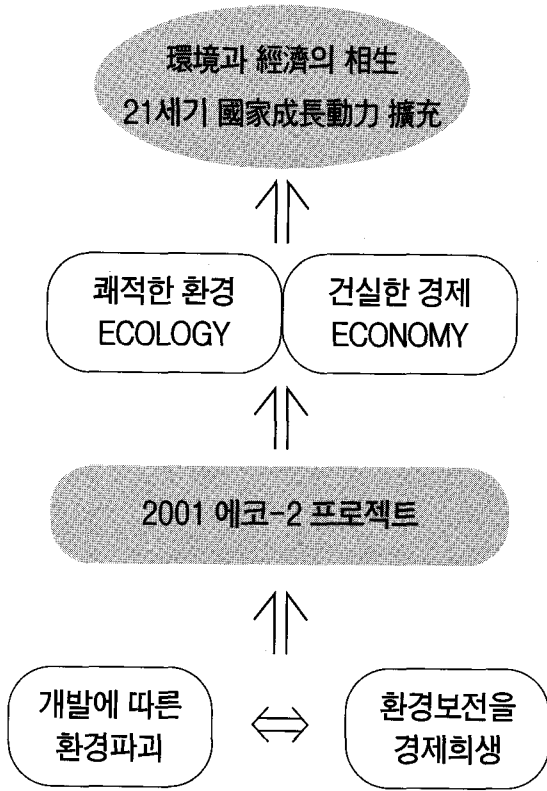 環境과 經濟의 相生
21세기 國家成長動力 擴充
쾌적한 환경
ECOLOGY
건실한 경제
ECONOMY
2001 에코-2 프로젝트
개발에 따른
환경파괴
환경보전을
경제희생